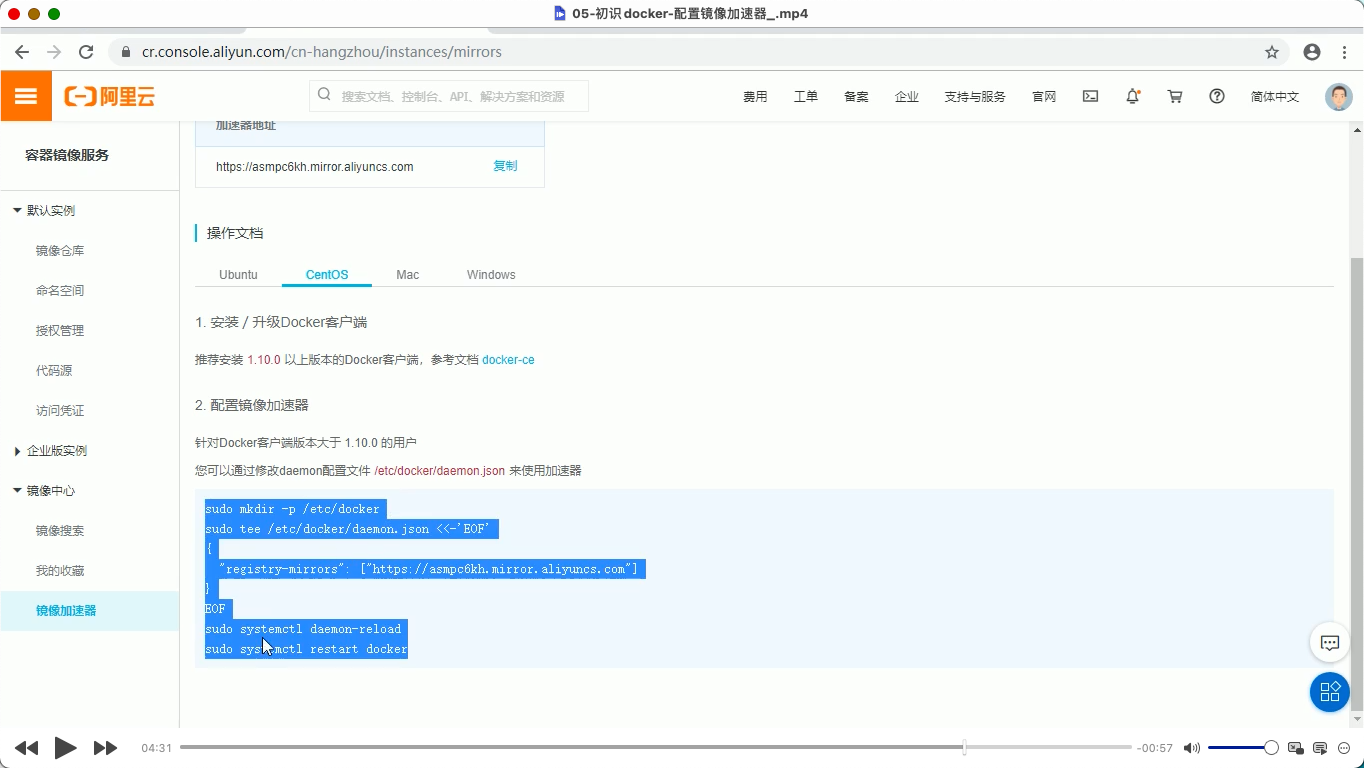 05-初识docker-配置镜像加速器_.mp4
cr.console.aliyun.com/cn-hangzhou/instances/mirrors
阿里云
搜索文档、控制台、API、解决方案和资源
费用 工单 备案 企业 支持与服务 官网 简体中文
容器镜像服务
默认实例
镜像仓库
命名空间
授权管理
代码源
访问凭证
企业版实例
镜像中心
镜像搜索
我的收藏
镜像加速器
加速器地址
https://asmpc6kh.mirror.aliyuncs.com 复制
操作文档
Ubuntu CentOS Mac Windows
1. 安装 / 升级Docker客户端
推荐安装 1.10.0 以上版本的Docker客户端，参考文档 docker-ce
2. 配置镜像加速器
针对Docker客户端版本大于 1.10.0 的用户
您可以通过修改daemon配置文件 /etc/docker/daemon.json 来使用加速器
sudo mkdir -p /etc/docker
sudo tee /etc/docker/daemon.json <<-'EOF'
{
"registry-mirrors": ["https://asmpc6kh.mirror.aliyuncs.com"]
}
EOF
sudo systemctl daemon-reload
sudo systemctl restart docker
04:31 -00:57